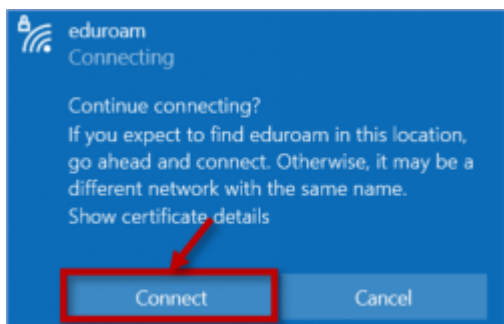 eduroam
Connecting
Continue connecting?
If you expect to find eduroam in this location,
go ahead and connect. Otherwise, it may be a
different network with the same name.
Show certificate details
Connect
Cancel